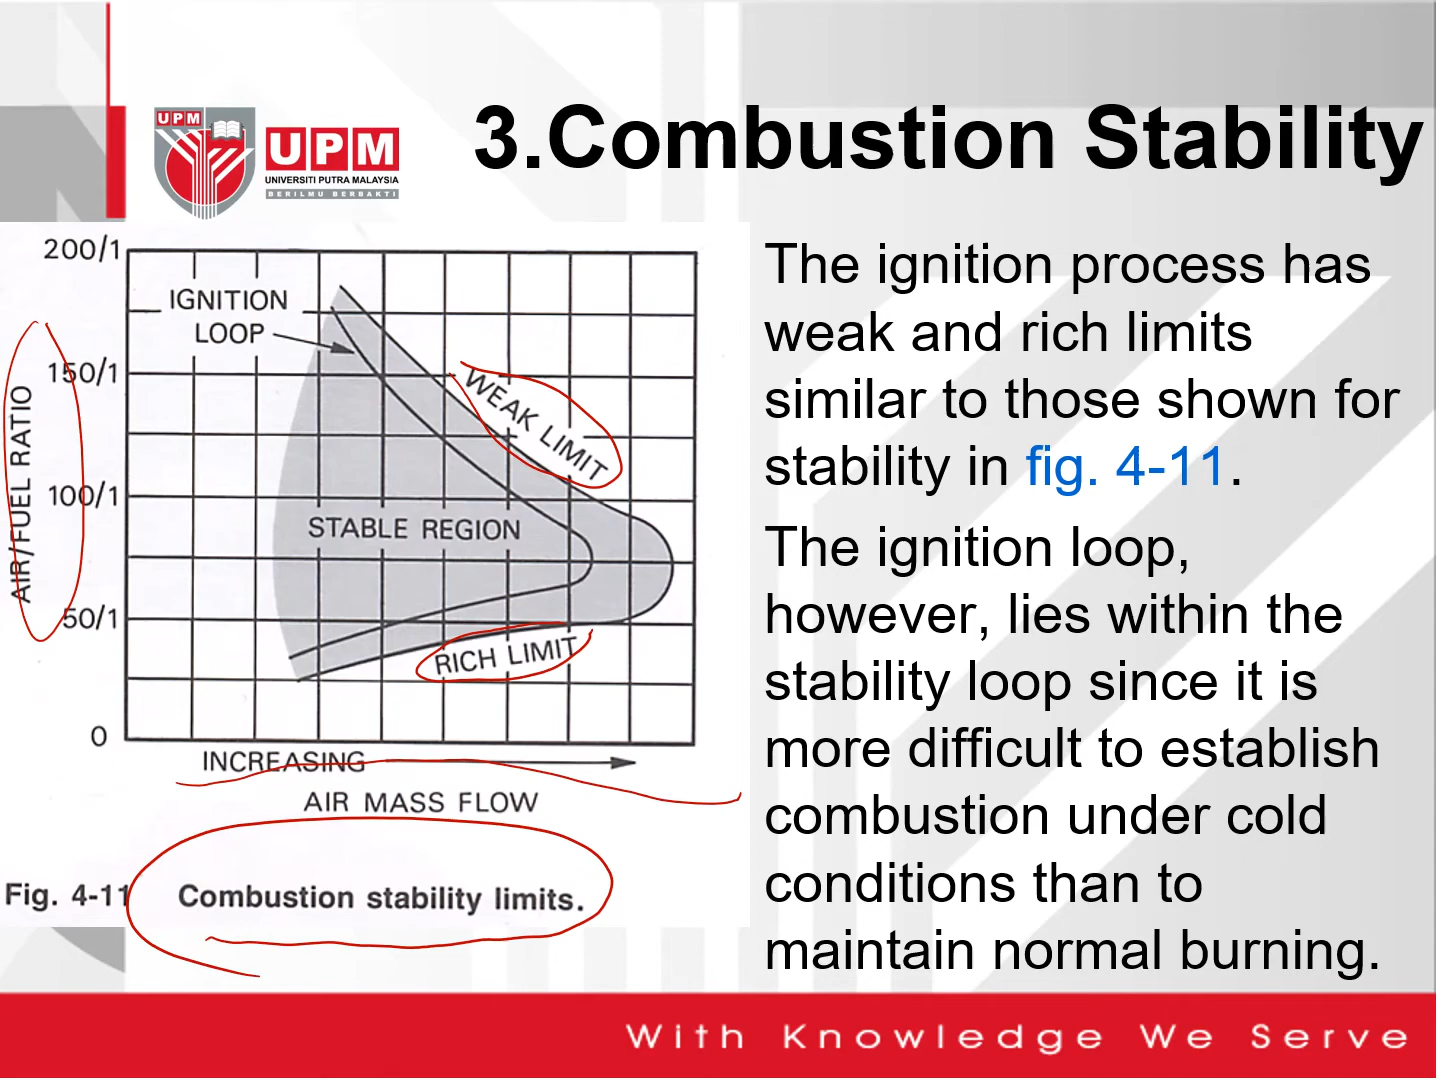 3.Combustion Stability
UPM
UPM
UNIVERSITI PUTRA MALAYSIA
BERILMU BERBAKTI
200/1
IGNITION
LOOP
150/1
WEAK LIMIT
AIR/FUEL RATIO
100/1
STABLE REGION
50/1
RICH LIMIT
0
INCREASING
AIR MASS FLOW
Fig. 4-11 Combustion stability limits.
The ignition process has
weak and rich limits
similar to those shown for
stability in fig. 4-11.
The ignition loop,
however, lies within the
stability loop since it is
more difficult to establish
combustion under cold
conditions than to
maintain normal burning.
With Knowledge We Serve